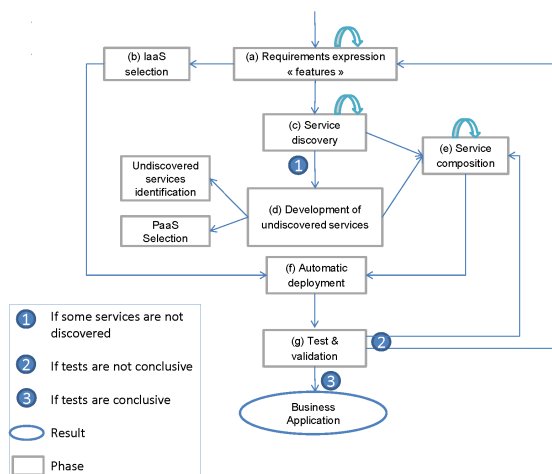 (b) IaaS
selection
(a) Requirements expression
« features »
(c) Service
discovery
(e) Service
composition
1
Undiscovered
services
identification
(d) Development of
undiscovered services
PaaS
Selection
(f) Automatic
deployment
(g) Test &
validation
2
3
Business
Application
1 If some services are not
discovered
2 If tests are not conclusive
3 If tests are conclusive
Result
Phase